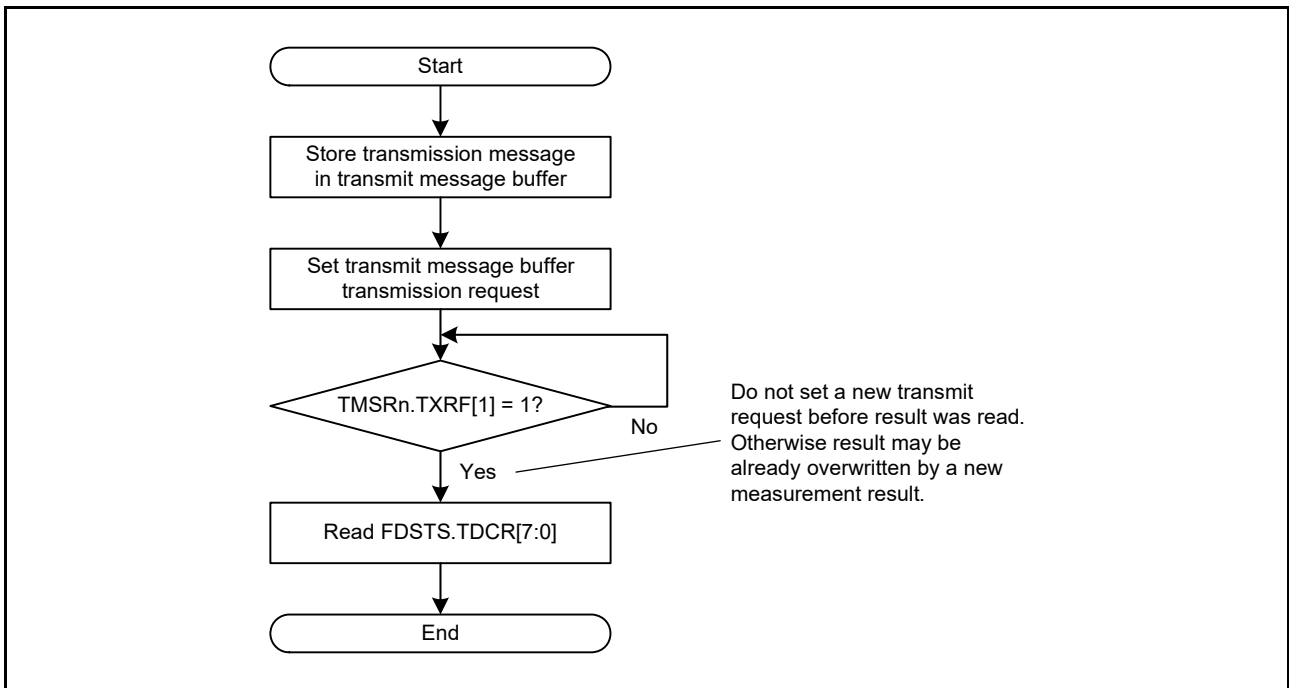 Start
Store transmission message
in transmit message buffer
Set transmit message buffer
transmission request
TMSRn.TXRF[1] = 1?
No
Yes
Do not set a new transmit
request before result was read.
Otherwise result may be
already overwritten by a new
measurement result.
Read FDSTS.TDCR[7:0]
End